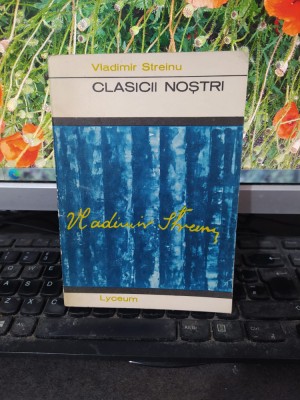 Vladimir Streinu
CLASICII NOȘTRI
Vladimir Streinu
Lyceum